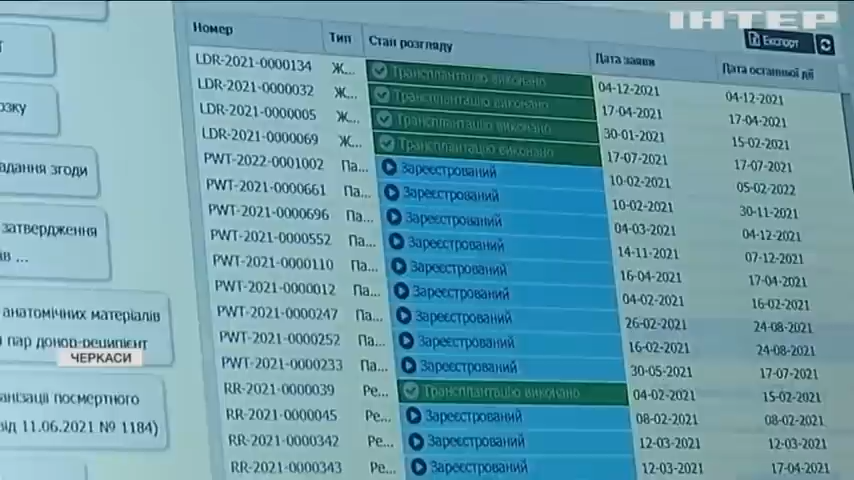 ІНТЕР
Експорт
Номер Тип Стан розгляду Дата заяви Дата останньої дії
LDR-2021-0000134 Ж... Трансплантацію виконано 04-12-2021 04-12-2021
LDR-2021-0000032 Ж... Трансплантацію виконано 17-04-2021 17-04-2021
LDR-2021-0000005 Ж... Трансплантацію виконано 30-01-2021 15-02-2021
LDR-2021-0000069 Ж... Трансплантацію виконано 17-07-2021 17-07-2021
PWT-2022-0001002 Па... Зареєстрований 10-02-2021 05-02-2022
PWT-2021-0000661 Па... Зареєстрований 10-02-2021 30-11-2021
PWT-2021-0000696 Па... Зареєстрований 04-03-2021 04-12-2021
PWT-2021-0000552 Па... Зареєстрований 14-11-2021 07-12-2021
PWT-2021-0000110 Па... Зареєстрований 16-04-2021 17-04-2021
PWT-2021-0000012 Па... Зареєстрований 04-02-2021 16-02-2021
PWT-2021-0000247 Па... Зареєстрований 26-02-2021 24-08-2021
PWT-2021-0000252 Па... Зареєстрований 16-02-2021 24-08-2021
PWT-2021-0000233 Па... Зареєстрований 30-05-2021 17-07-2021
RR-2021-0000039 Ре... Трансплантацію виконано 04-02-2021 15-02-2021
RR-2021-0000045 Ре... Зареєстрований 08-02-2021 08-02-2021
RR-2021-0000342 Ре... Зареєстрований 12-03-2021 12-03-2021
RR-2021-0000343 Ре... Зареєстрований 12-03-2021 17-04-2021
зку
адання згоди
затвердження
ів ...
анатомічних матеріалів
пар донор-реципієнт
ЧЕРКАСИ
анізації посмертного
від 11.06.2021 № 1184)